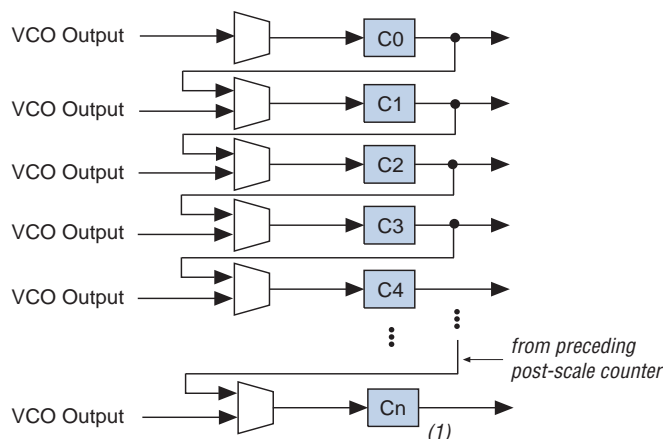 VCO Output
C0
VCO Output
C1
VCO Output
C2
VCO Output
C3
VCO Output
C4
from preceding
post-scale counter
VCO Output
Cn
(1)